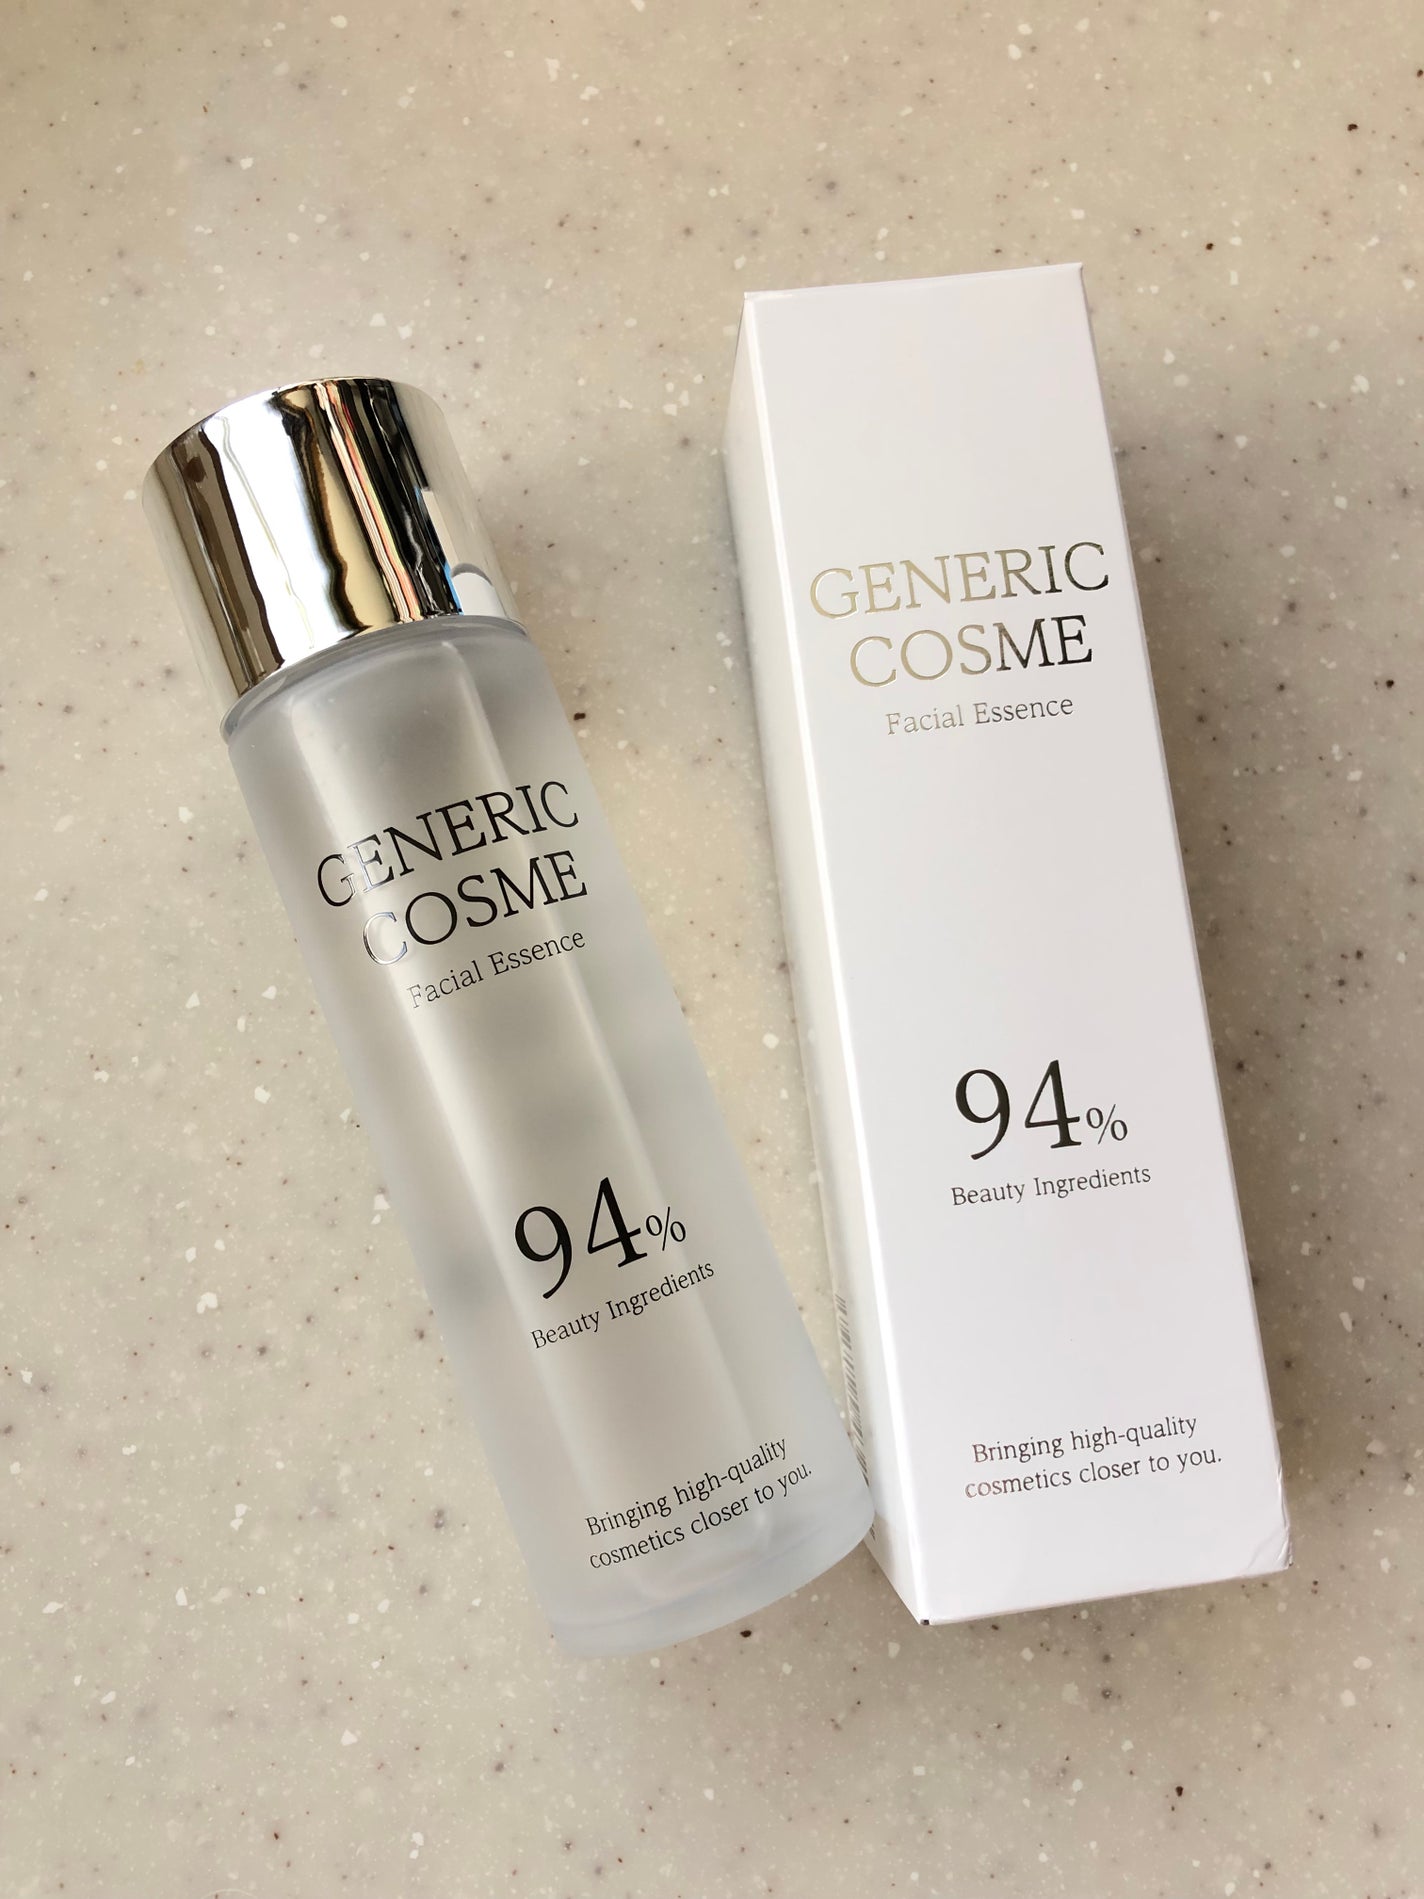 GENERIC
COSME
Facial Essence
94%
Beauty Ingredients
Bringing high-quality
cosmetics closer to you.
GENERIC
COSME
Facial Essence
94%
Beauty Ingredients
Bringing high-quality
cosmetics closer to you.